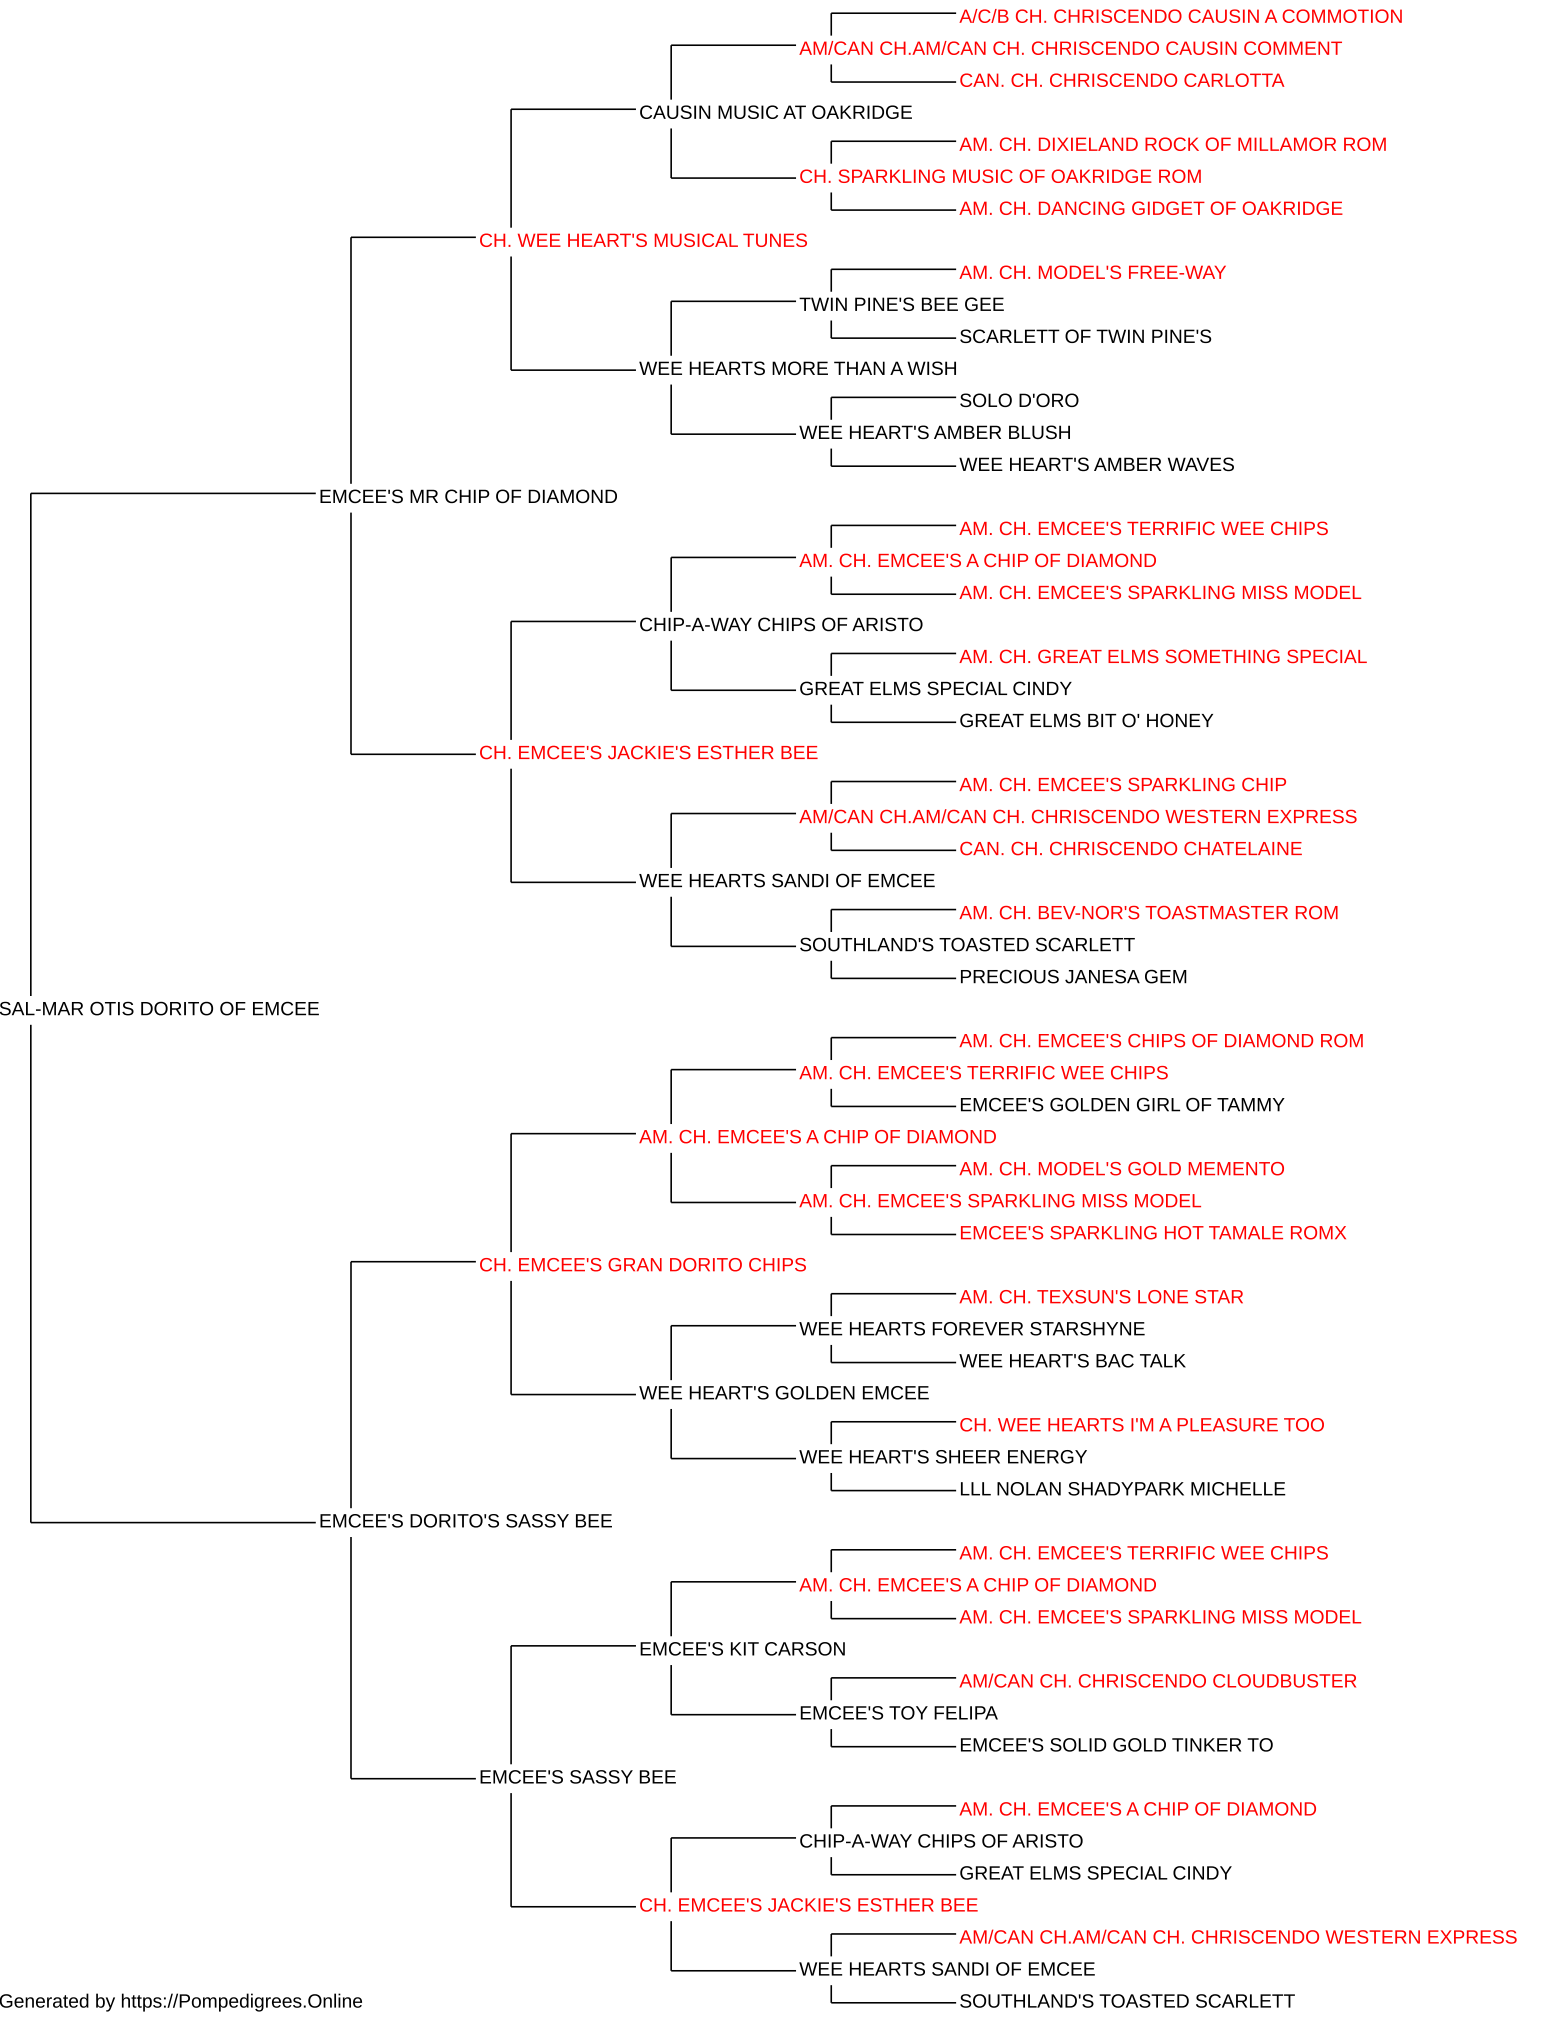 A/C/B CH. CHRISCENDO CAUSIN A COMMOTION
AM/CAN CH.AM/CAN CH. CHRISCENDO CAUSIN COMMENT
CAN. CH. CHRISCENDO CARLOTTA
CAUSIN MUSIC AT OAKRIDGE
AM. CH. DIXIELAND ROCK OF MILLAMOR ROM
CH. SPARKLING MUSIC OF OAKRIDGE ROM
AM. CH. DANCING GIDGET OF OAKRIDGE
CH. WEE HEART'S MUSICAL TUNES
AM. CH. MODEL'S FREE-WAY
TWIN PINE'S BEE GEE
SCARLETT OF TWIN PINE'S
WEE HEARTS MORE THAN A WISH
SOLO D'ORO
WEE HEART'S AMBER BLUSH
WEE HEART'S AMBER WAVES
EMCEE'S MR CHIP OF DIAMOND
AM. CH. EMCEE'S TERRIFIC WEE CHIPS
AM. CH. EMCEE'S A CHIP OF DIAMOND
AM. CH. EMCEE'S SPARKLING MISS MODEL
CHIP-A-WAY CHIPS OF ARISTO
AM. CH. GREAT ELMS SOMETHING SPECIAL
GREAT ELMS SPECIAL CINDY
GREAT ELMS BIT O' HONEY
CH. EMCEE'S JACKIE'S ESTHER BEE
AM. CH. EMCEE'S SPARKLING CHIP
AM/CAN CH.AM/CAN CH. CHRISCENDO WESTERN EXPRESS
CAN. CH. CHRISCENDO CHATELAINE
WEE HEARTS SANDI OF EMCEE
AM. CH. BEV-NOR'S TOASTMASTER ROM
SOUTHLAND'S TOASTED SCARLETT
PRECIOUS JANESA GEM
SAL-MAR OTIS DORITO OF EMCEE
AM. CH. EMCEE'S CHIPS OF DIAMOND ROM
AM. CH. EMCEE'S TERRIFIC WEE CHIPS
EMCEE'S GOLDEN GIRL OF TAMMY
AM. CH. EMCEE'S A CHIP OF DIAMOND
AM. CH. MODEL'S GOLD MEMENTO
AM. CH. EMCEE'S SPARKLING MISS MODEL
EMCEE'S SPARKLING HOT TAMALE ROMX
CH. EMCEE'S GRAN DORITO CHIPS
AM. CH. TEXSUN'S LONE STAR
WEE HEARTS FOREVER STARSHYNE
WEE HEART'S BAC TALK
WEE HEART'S GOLDEN EMCEE
CH. WEE HEARTS I'M A PLEASURE TOO
WEE HEART'S SHEER ENERGY
LLL NOLAN SHADYPARK MICHELLE
EMCEE'S DORITO'S SASSY BEE
AM. CH. EMCEE'S TERRIFIC WEE CHIPS
AM. CH. EMCEE'S A CHIP OF DIAMOND
AM. CH. EMCEE'S SPARKLING MISS MODEL
EMCEE'S KIT CARSON
AM/CAN CH. CHRISCENDO CLOUDBUSTER
EMCEE'S TOY FELIPA
EMCEE'S SOLID GOLD TINKER TO
EMCEE'S SASSY BEE
AM. CH. EMCEE'S A CHIP OF DIAMOND
CHIP-A-WAY CHIPS OF ARISTO
GREAT ELMS SPECIAL CINDY
CH. EMCEE'S JACKIE'S ESTHER BEE
AM/CAN CH.AM/CAN CH. CHRISCENDO WESTERN EXPRESS
WEE HEARTS SANDI OF EMCEE
SOUTHLAND'S TOASTED SCARLETT
Generated by https://Pompedigrees.Online